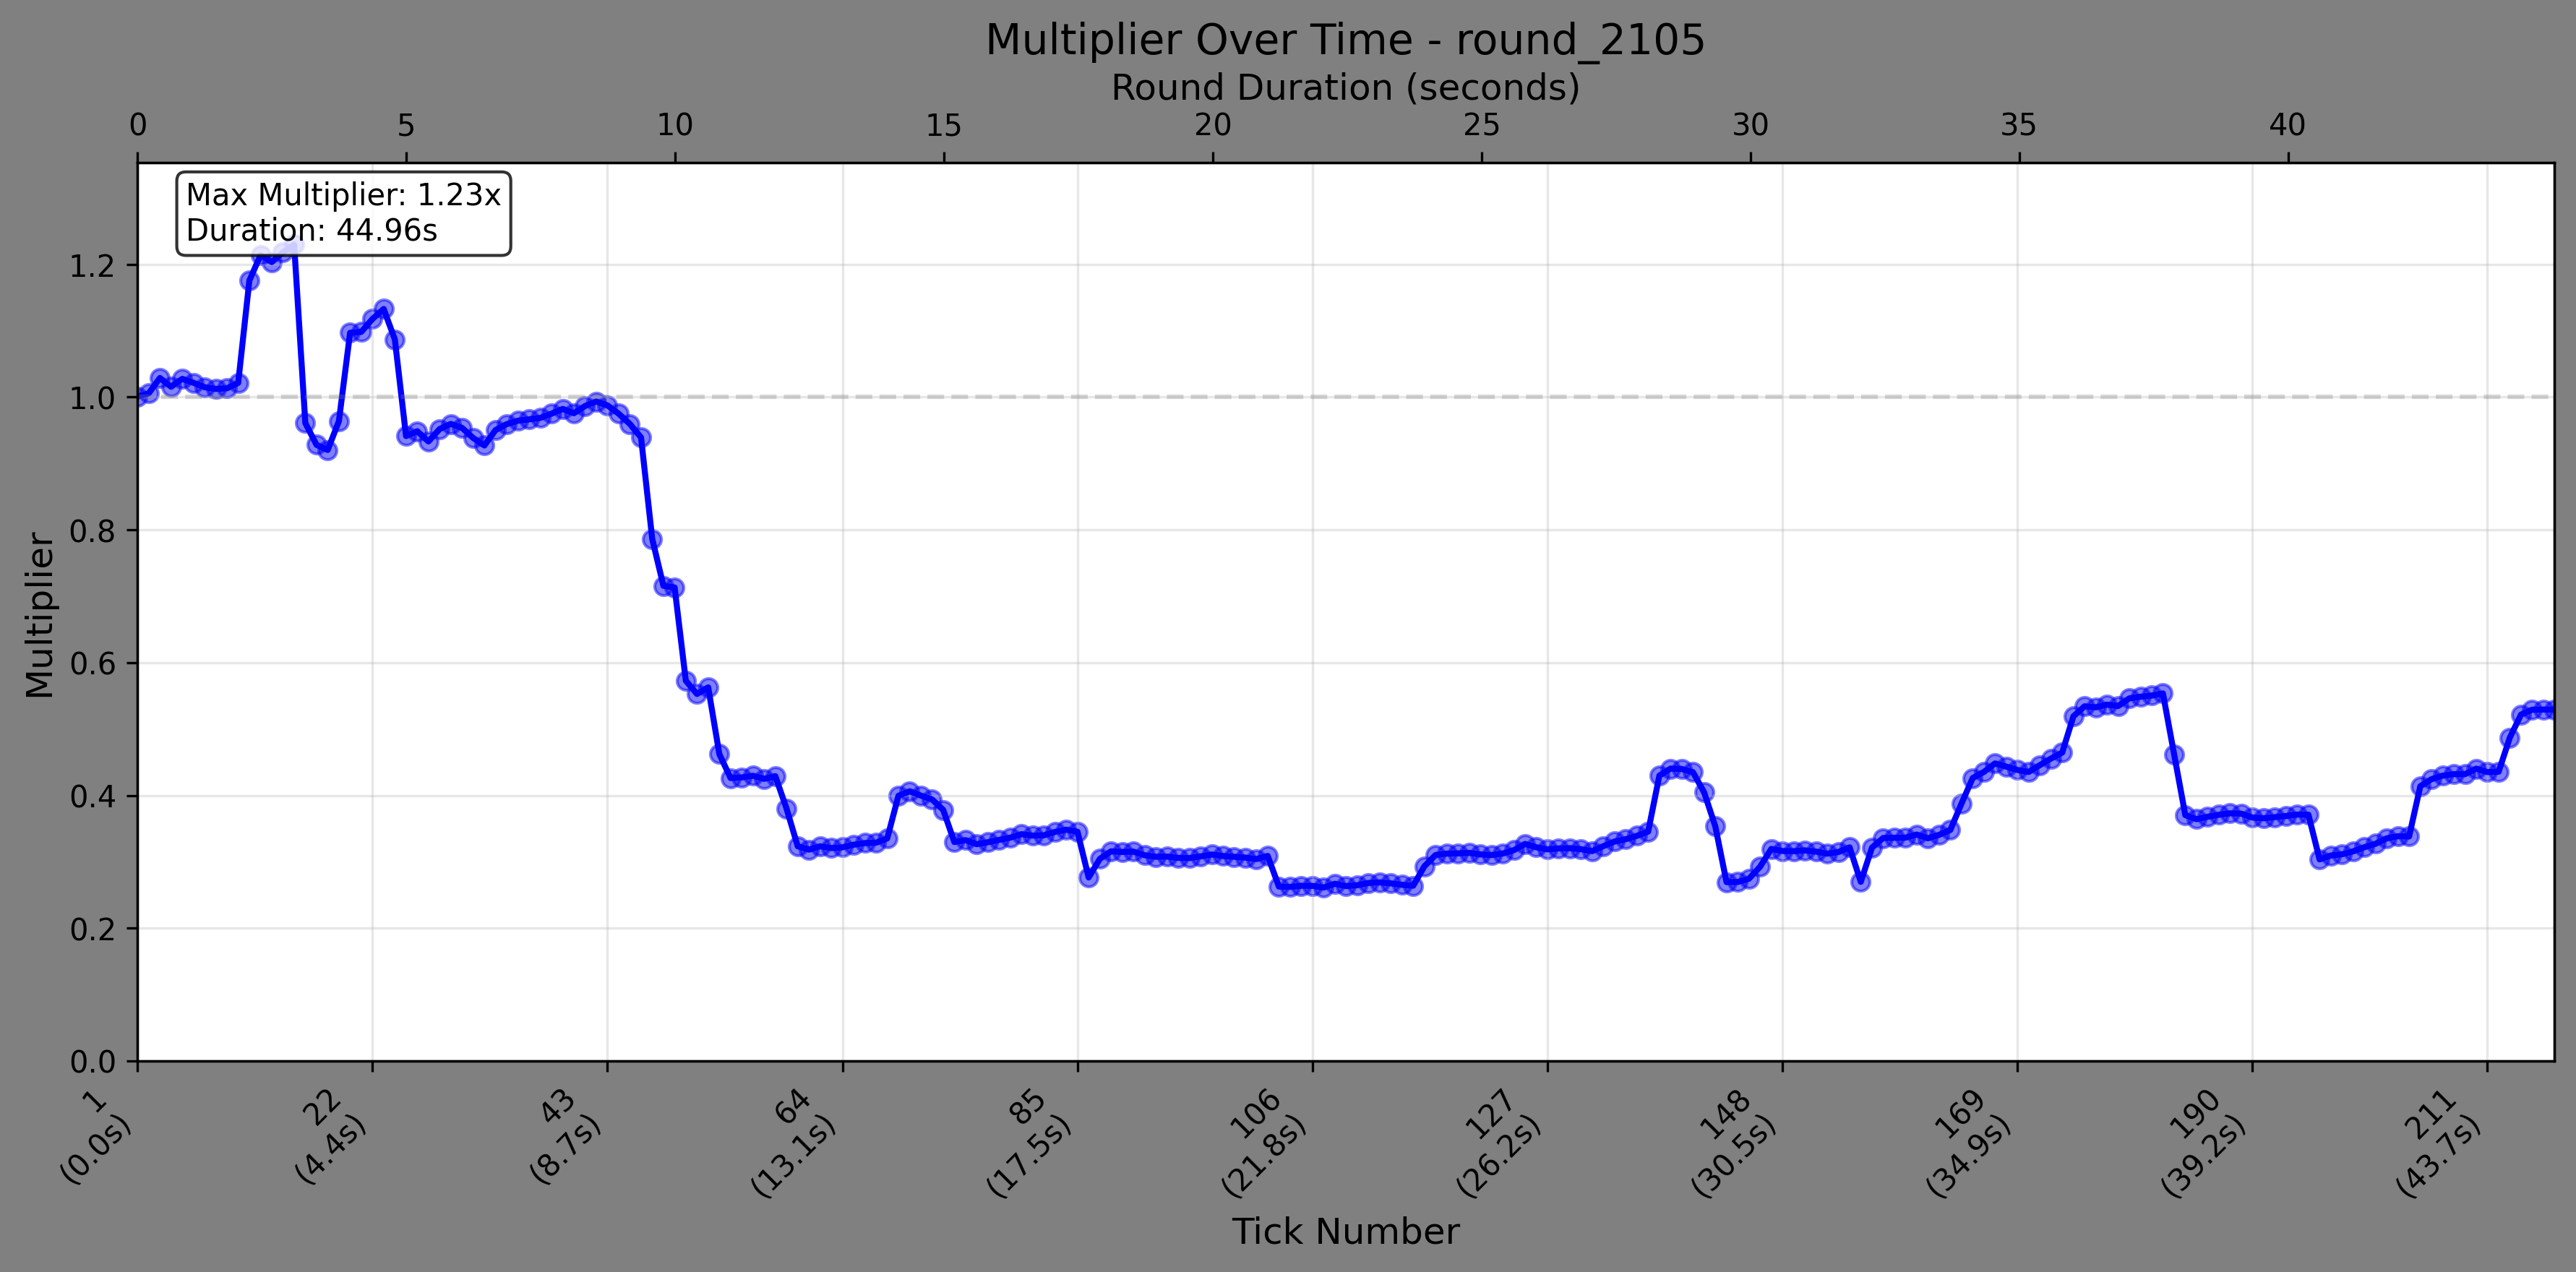 Multiplier Over Time - round_2105
Round Duration (seconds)
0 5 10 15 20 25 30 35 40
Max Multiplier: 1.23x
Duration: 44.96s
Multiplier
1.2
1.0
0.8
0.6
0.4
0.2
0.0
1
(0.0s)
22
(4.4s)
43
(8.7s)
64
(13.1s)
85
(17.5s)
106
(21.8s)
127
(26.2s)
148
(30.5s)
169
(34.9s)
190
(39.2s)
211
(43.7s)
Tick Number